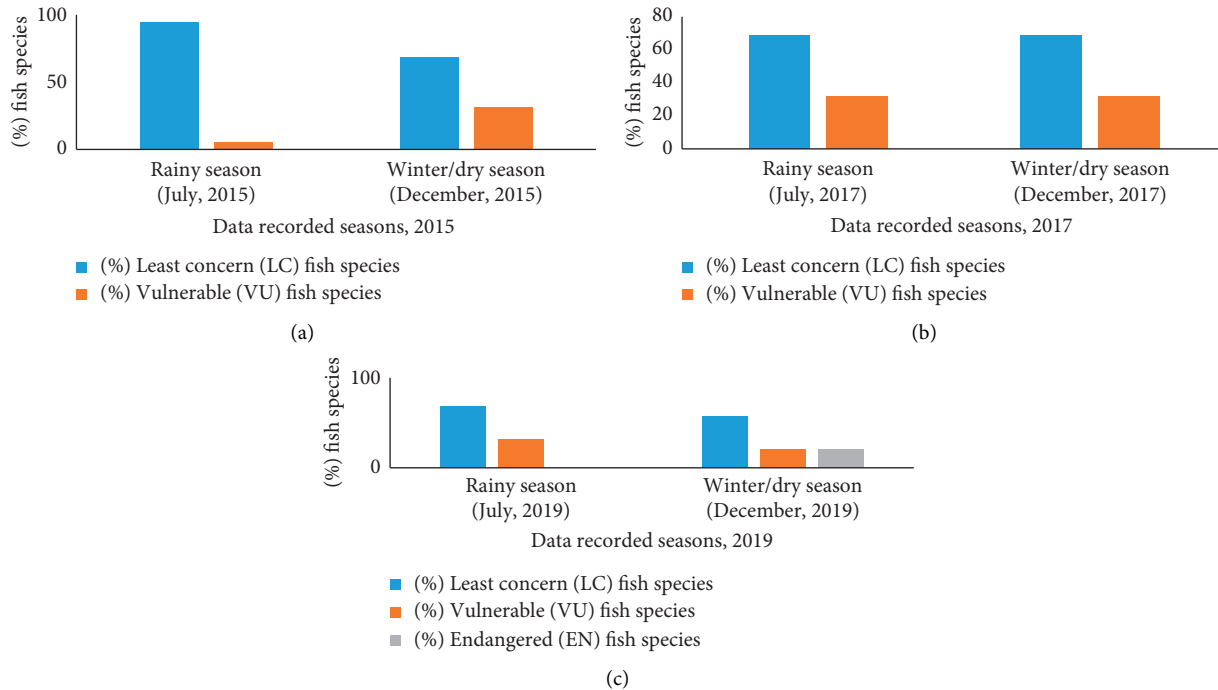 (%) fish species
100
50
0
Rainy season
(July, 2015)
Winter/dry season
(December, 2015)
Data recorded seasons, 2015
(%) Least concern (LC) fish species
(%) Vulnerable (VU) fish species
(a)
(%) fish species
80
60
40
20
0
Rainy season
(July, 2017)
Winter/dry season
(December, 2017)
Data recorded seasons, 2017
(%) Least concern (LC) fish species
(%) Vulnerable (VU) fish species
(b)
(%) fish species
100
0
Rainy season
(July, 2019)
Winter/dry season
(December, 2019)
Data recorded seasons, 2019
(%) Least concern (LC) fish species
(%) Vulnerable (VU) fish species
(%) Endangered (EN) fish species
(c)